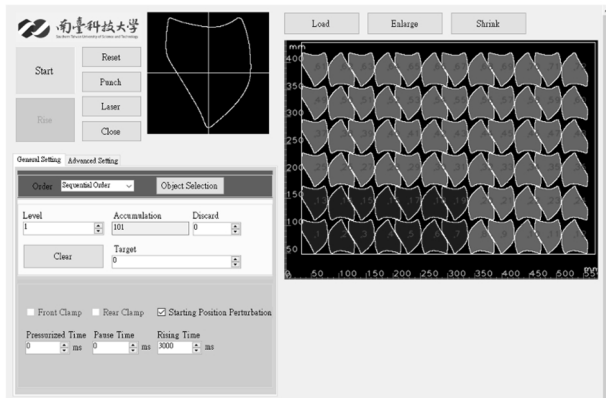 南臺科技大學
Southern Taiwan University of Science and Technology
Start
Reset
Punch
Laser
Rise
Close
Load
Enlarge
Shrink
General Setting
Advanced Setting
Order
Sequential Order
Object Selection
Level
Accumulation
Discard
1
101
0
Clear
Target
0
Front Clamp
Rear Clamp
Starting Position Perturbation
Pressurized Time
Pause Time
Rising Time
0 ms
0 ms
3000 ms
mm
400
350
300
250
200
150
100
50
0 50 100 150 200 250 300 350 400 450 500 550
mm